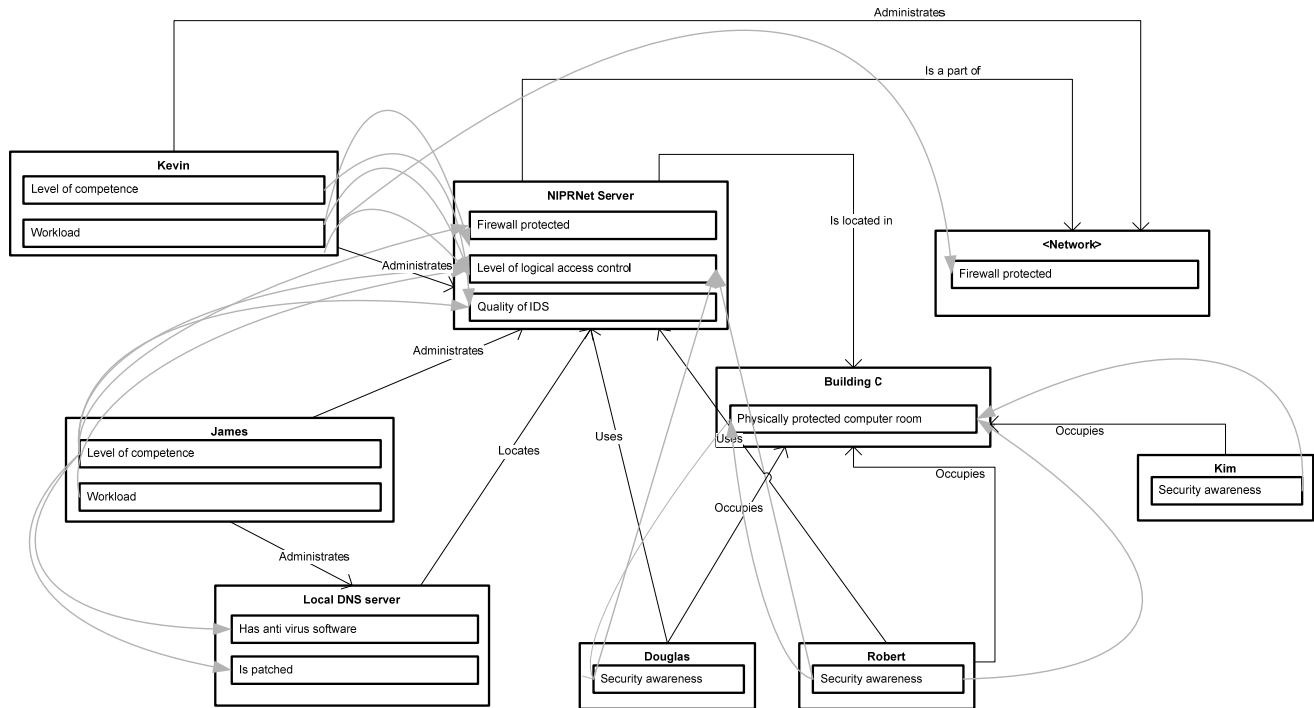 Administrates
Is a part of
Kevin
Level of competence
Workload
Administrates
NIPRNet Server
Firewall protected
Level of logical access control
Quality of IDS
Is located in
<Network>
Firewall protected
Administrates
Building C
Physically protected computer room
James
Level of competence
Workload
Locates
Uses
Uses
Occupies
Occupies
Occupies
Kim
Security awareness
Administrates
Local DNS server
Has anti virus software
Is patched
Douglas
Security awareness
Robert
Security awareness